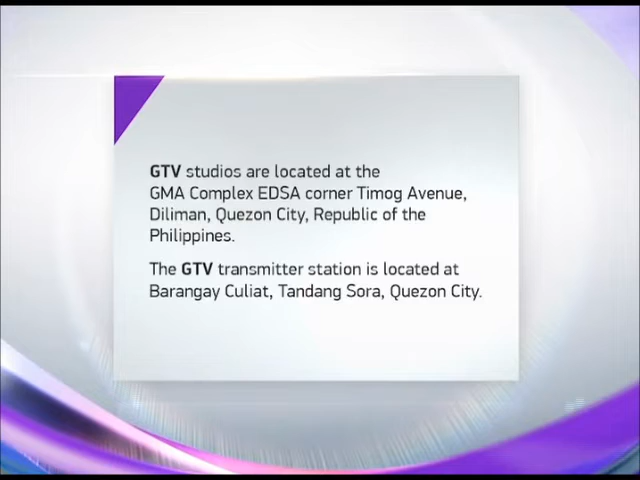 GTV studios are located at the
GMA Complex EDSA corner Timog Avenue,
Diliman, Quezon City, Republic of the
Philippines.
The GTV transmitter station is located at
Barangay Culiat, Tandang Sora, Quezon City.